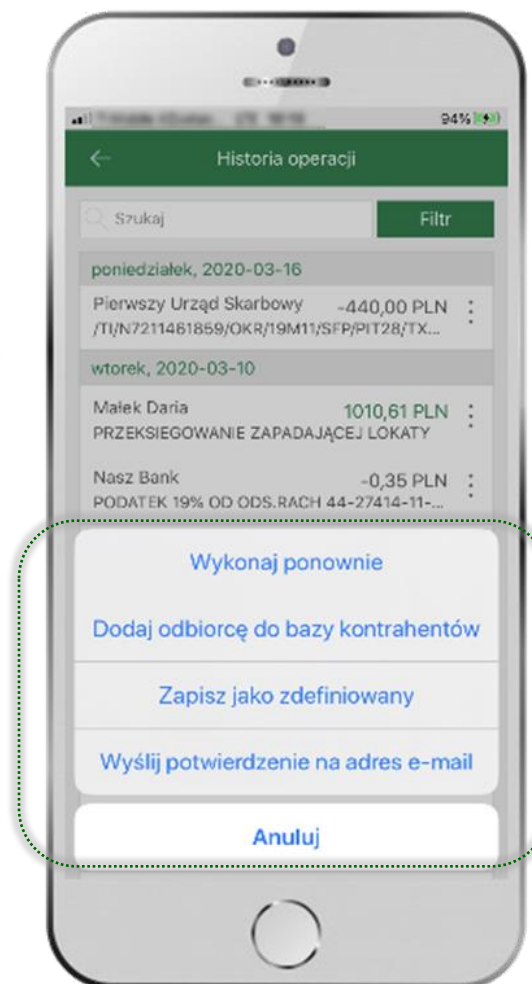 94%
Historia operacji
Szukaj
Filtr
poniedziałek, 2020-03-16
Pierwszy Urząd Skarbowy -440,00 PLN
/TI/N7211461859/OKR/19M11/SFP/PIT28/TX...
wtorek, 2020-03-10
Małek Daria 1010,61 PLN
PRZEKSIEGOWANIE ZAPADAJĄCEJ LOKATY
Nasz Bank -0,35 PLN
PODATEK 19% OD ODS.RACH 44-27414-11-...
Wykonaj ponownie
Dodaj odbiorcę do bazy kontrahentów
Zapisz jako zdefiniowany
Wyślij potwierdzenie na adres e-mail
Anuluj